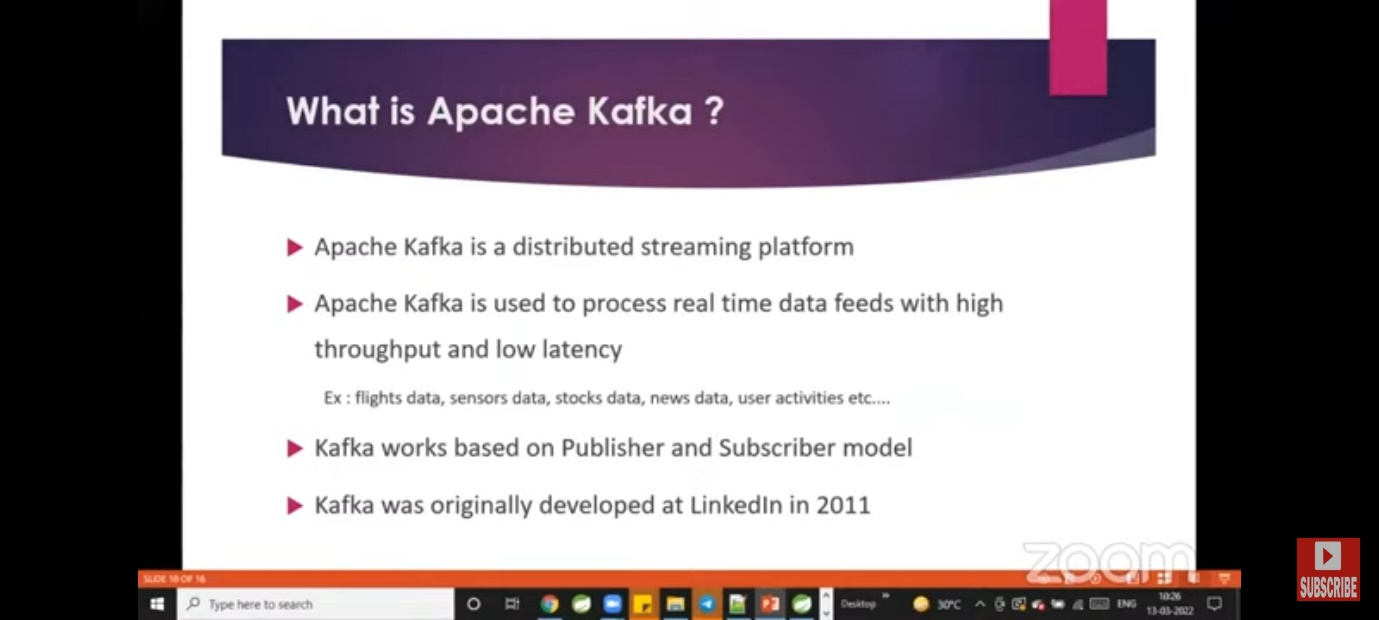 What is Apache Kafka ?
Apache Kafka is a distributed streaming platform
Apache Kafka is used to process real time data feeds with high
throughput and low latency
Ex : flights data, sensors data, stocks data, news data, user activities etc....
Kafka works based on Publisher and Subscriber model
Kafka was originally developed at LinkedIn in 2011
zoom
SUBSCRIBE
SLIDE 10 OF 16
Type here to search
Desktop
30°C
ENG
10:26
13-03-2022